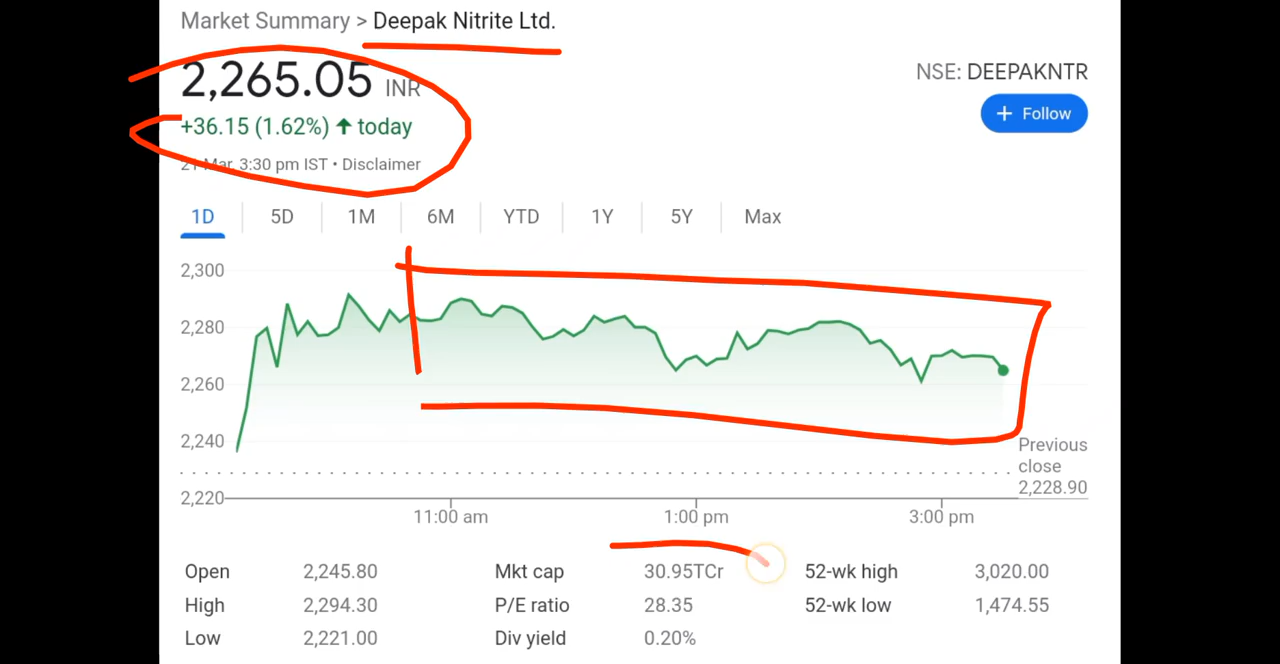 Market Summary > Deepak Nitrite Ltd.
2,265.05 INR
NSE: DEEPAKNTR
+36.15 (1.62%) ↑ today
+ Follow
21 Mar, 3:30 pm IST • Disclaimer
1D 5D 1M 6M YTD 1Y 5Y Max
2,300
2,280
2,260
2,240
Previous
close
2,228.90
2,220
11:00 am 1:00 pm 3:00 pm
Open 2,245.80 Mkt cap 30.95TCr 52-wk high 3,020.00
High 2,294.30 P/E ratio 28.35 52-wk low 1,474.55
Low 2,221.00 Div yield 0.20%